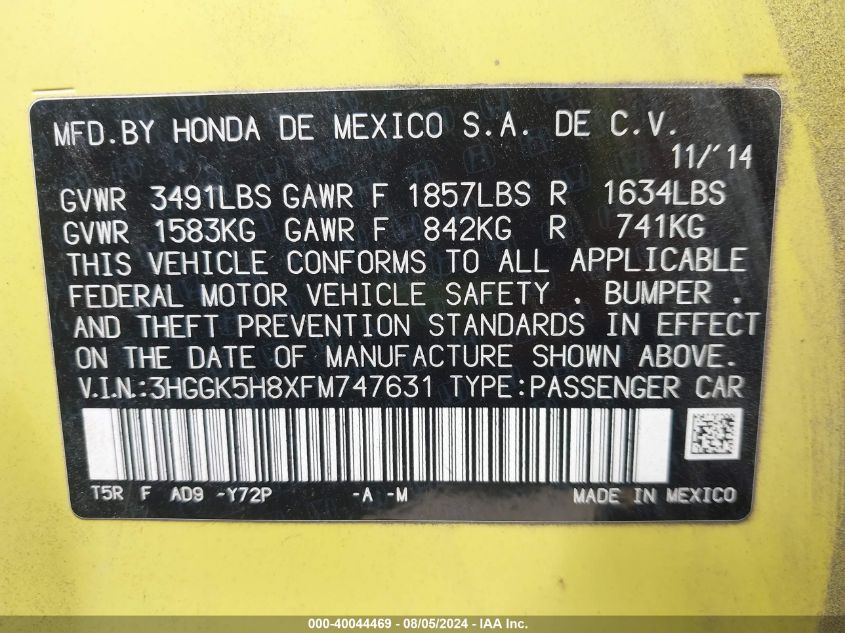 MFD.BY HONDA DE MEXICO S.A. DE C.V.
11/'14
GVWR 3491LBS GAWR F 1857LBS R 1634LBS
GVWR 1583KG GAWR F 842KG R 741KG
THIS VEHICLE CONFORMS TO ALL APPLICABLE
FEDERAL MOTOR VEHICLE SAFETY . BUMPER .
AND THEFT PREVENTION STANDARDS IN EFFECT
ON THE DATE OF MANUFACTURE SHOWN ABOVE.
V.I.N.:3HGGK5H8XFM747631 TYPE:PASSENGER CAR
T5R F AD9 -Y72P -A -M MADE IN MEXICO
000-40044469 - 08/05/2024 - IAA Inc.